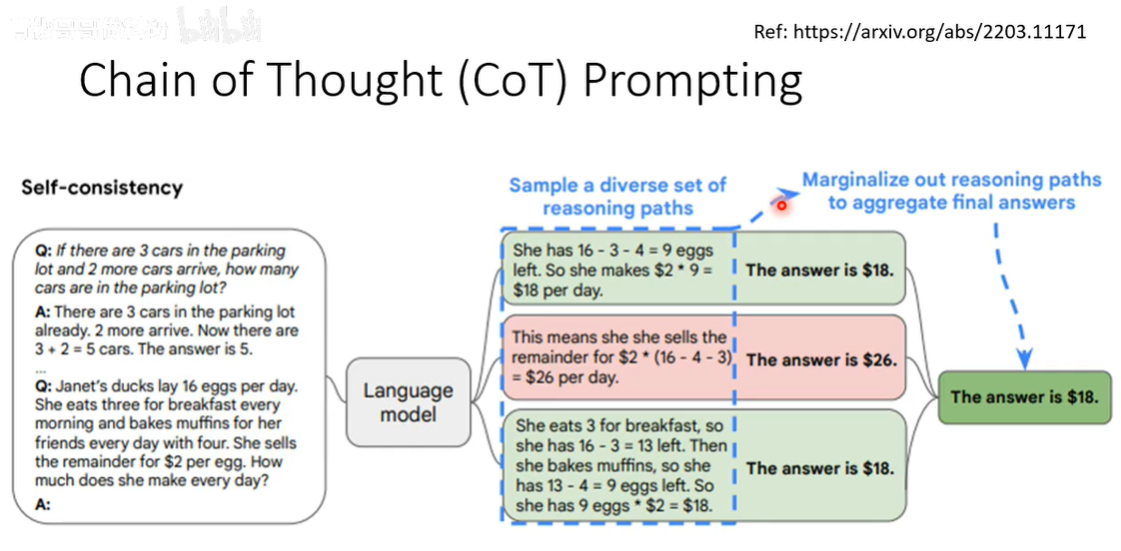 Ref: https://arxiv.org/abs/2203.11171
Chain of Thought (CoT) Prompting
Self-consistency
Q: If there are 3 cars in the parking
lot and 2 more cars arrive, how many
cars are in the parking lot?
A: There are 3 cars in the parking lot
already. 2 more arrive. Now there are
3 + 2 = 5 cars. The answer is 5.
...
Q: Janet's ducks lay 16 eggs per day.
She eats three for breakfast every
morning and bakes muffins for her
friends every day with four. She sells
the remainder for $2 per egg. How
much does she make every day?
A:
Language
model
Sample a diverse set of
reasoning paths
She has 16 - 3 - 4 = 9 eggs
left. So she makes $2 * 9 =
$18 per day.
The answer is $18.
This means she she sells the
remainder for $2 * (16 - 4 - 3)
= $26 per day.
The answer is $26.
She eats 3 for breakfast, so
she has 16 - 3 = 13 left. Then
she bakes muffins, so she
has 13 - 4 = 9 eggs left. So
she has 9 eggs * $2 = $18.
The answer is $18.
Marginalize out reasoning paths
to aggregate final answers
The answer is $18.